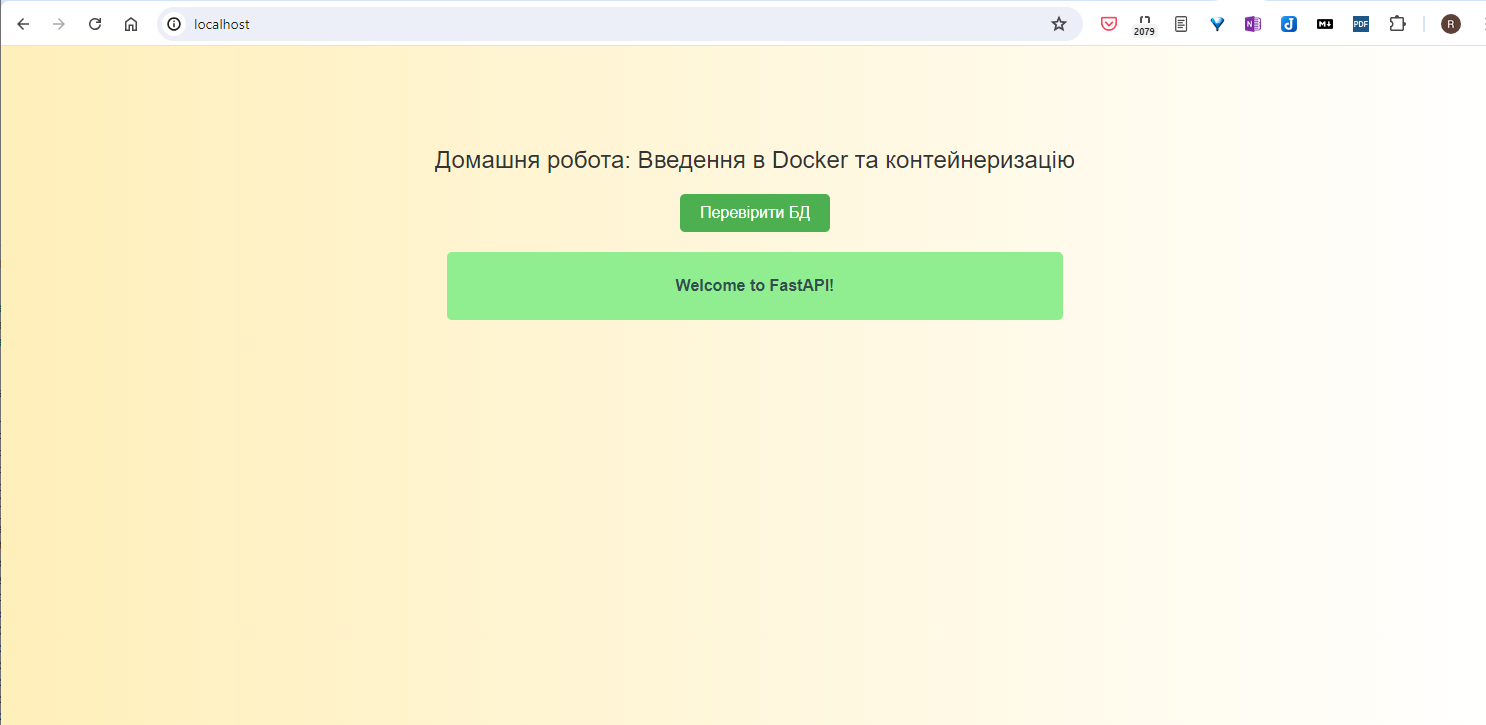 localhost
2079
N
J
M↓
PDF
R
Домашня робота: Введення в Docker та контейнеризацію
Перевірити БД
Welcome to FastAPI!